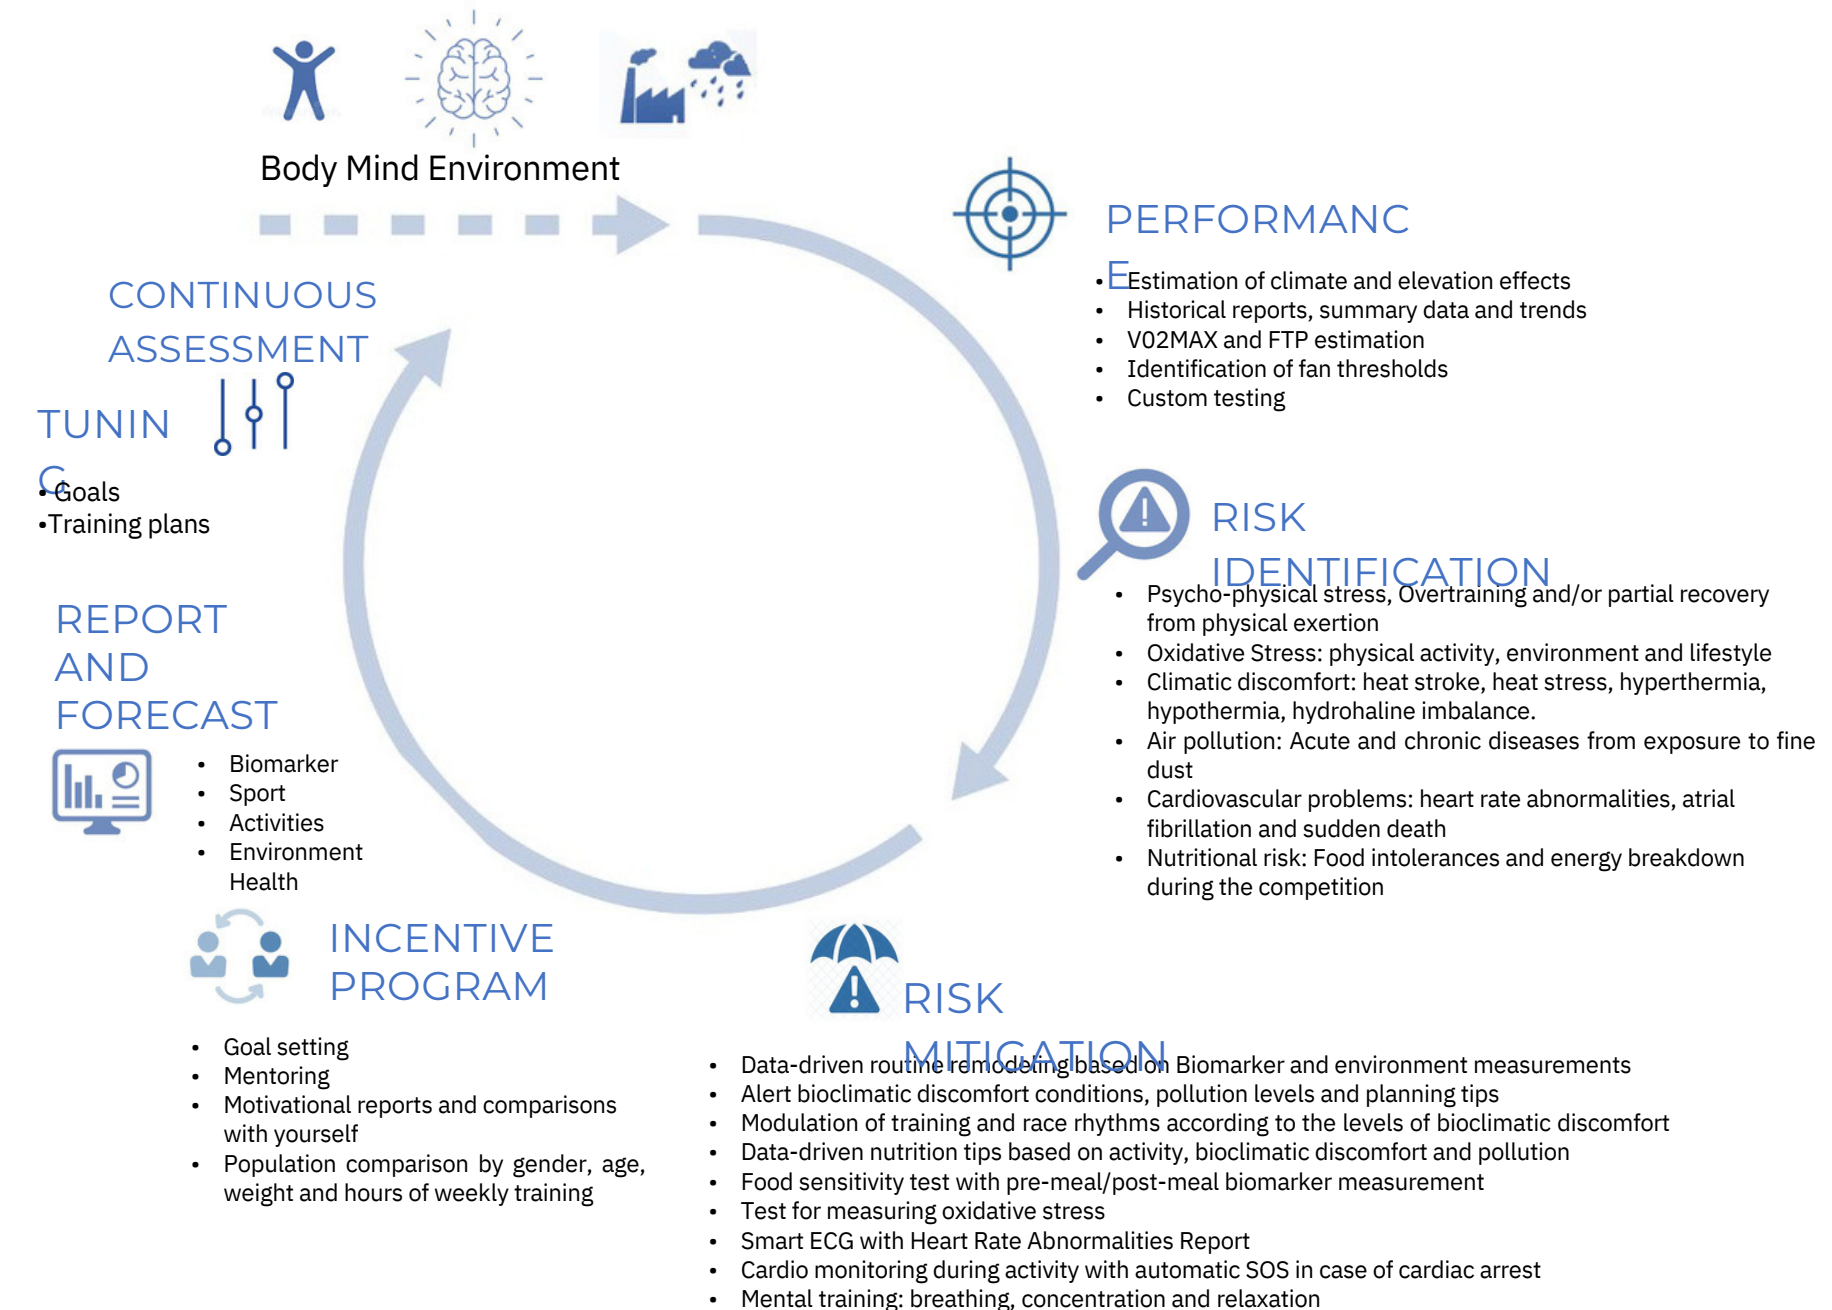 Body Mind Environment
PERFORMANC
E
• Estimation of climate and elevation effects
• Historical reports, summary data and trends
• V02MAX and FTP estimation
• Identification of fan thresholds
• Custom testing
RISK
IDENTIFICATION
• Psycho-physical stress, Overtraining and/or partial recovery
from physical exertion
• Oxidative Stress: physical activity, environment and lifestyle
• Climatic discomfort: heat stroke, heat stress, hyperthermia,
hypothermia, hydrohaline imbalance.
• Air pollution: Acute and chronic diseases from exposure to fine
dust
• Cardiovascular problems: heart rate abnormalities, atrial
fibrillation and sudden death
• Nutritional risk: Food intolerances and energy breakdown
during the competition
RISK
MITIGATION
• Data-driven routine remodeling based on Biomarker and environment measurements
• Alert bioclimatic discomfort conditions, pollution levels and planning tips
• Modulation of training and race rhythms according to the levels of bioclimatic discomfort
• Data-driven nutrition tips based on activity, bioclimatic discomfort and pollution
• Food sensitivity test with pre-meal/post-meal biomarker measurement
• Test for measuring oxidative stress
• Smart ECG with Heart Rate Abnormalities Report
• Cardio monitoring during activity with automatic SOS in case of cardiac arrest
• Mental training: breathing, concentration and relaxation
INCENTIVE
PROGRAM
• Goal setting
• Mentoring
• Motivational reports and comparisons
with yourself
• Population comparison by gender, age,
weight and hours of weekly training
REPORT
AND
FORECAST
• Biomarker
• Sport
• Activities
• Environment
Health
TUNIN
G
• Goals
•Training plans
CONTINUOUS
ASSESSMENT